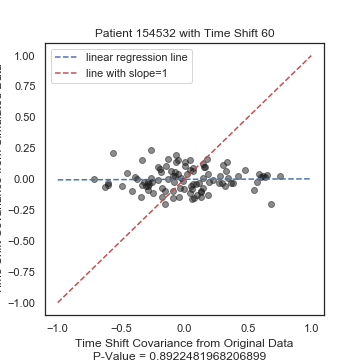 Patient 154532 with Time Shift 60
linear regression line
line with slope=1
1.00
0.75
0.50
0.25
0.00
−0.25
−0.50
−0.75
−1.00
−1.0 −0.5 0.0 0.5 1.0
Time Shift Covariance from Original Data
P-Value = 0.8922481968206899